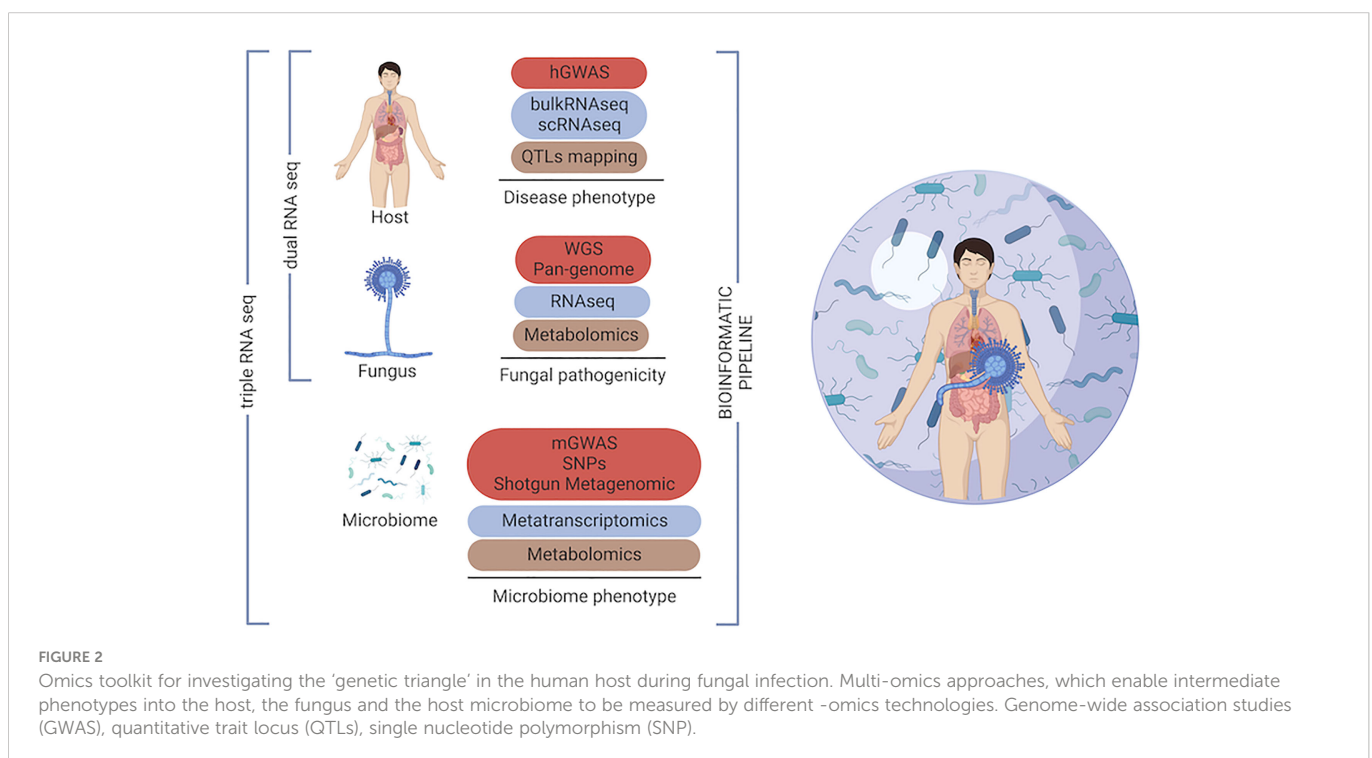 triple RNA seq
dual RNA seq
Host
hGWAS
bulkRNAseq
scRNAseq
QTLs mapping
Disease phenotype
Fungus
WGS
Pan-genome
RNAseq
Metabolomics
Fungal pathogenicity
Microbiome
mGWAS
SNPs
Shotgun Metagenomic
Metatranscriptomics
Metabolomics
Microbiome phenotype
BIOINFORMATIC
PIPELINE
FIGURE 2
Omics toolkit for investigating the ‘genetic triangle’ in the human host during fungal infection. Multi-omics approaches, which enable intermediate
phenotypes into the host, the fungus and the host microbiome to be measured by different -omics technologies. Genome-wide association studies
(GWAS), quantitative trait locus (QTLs), single nucleotide polymorphism (SNP).